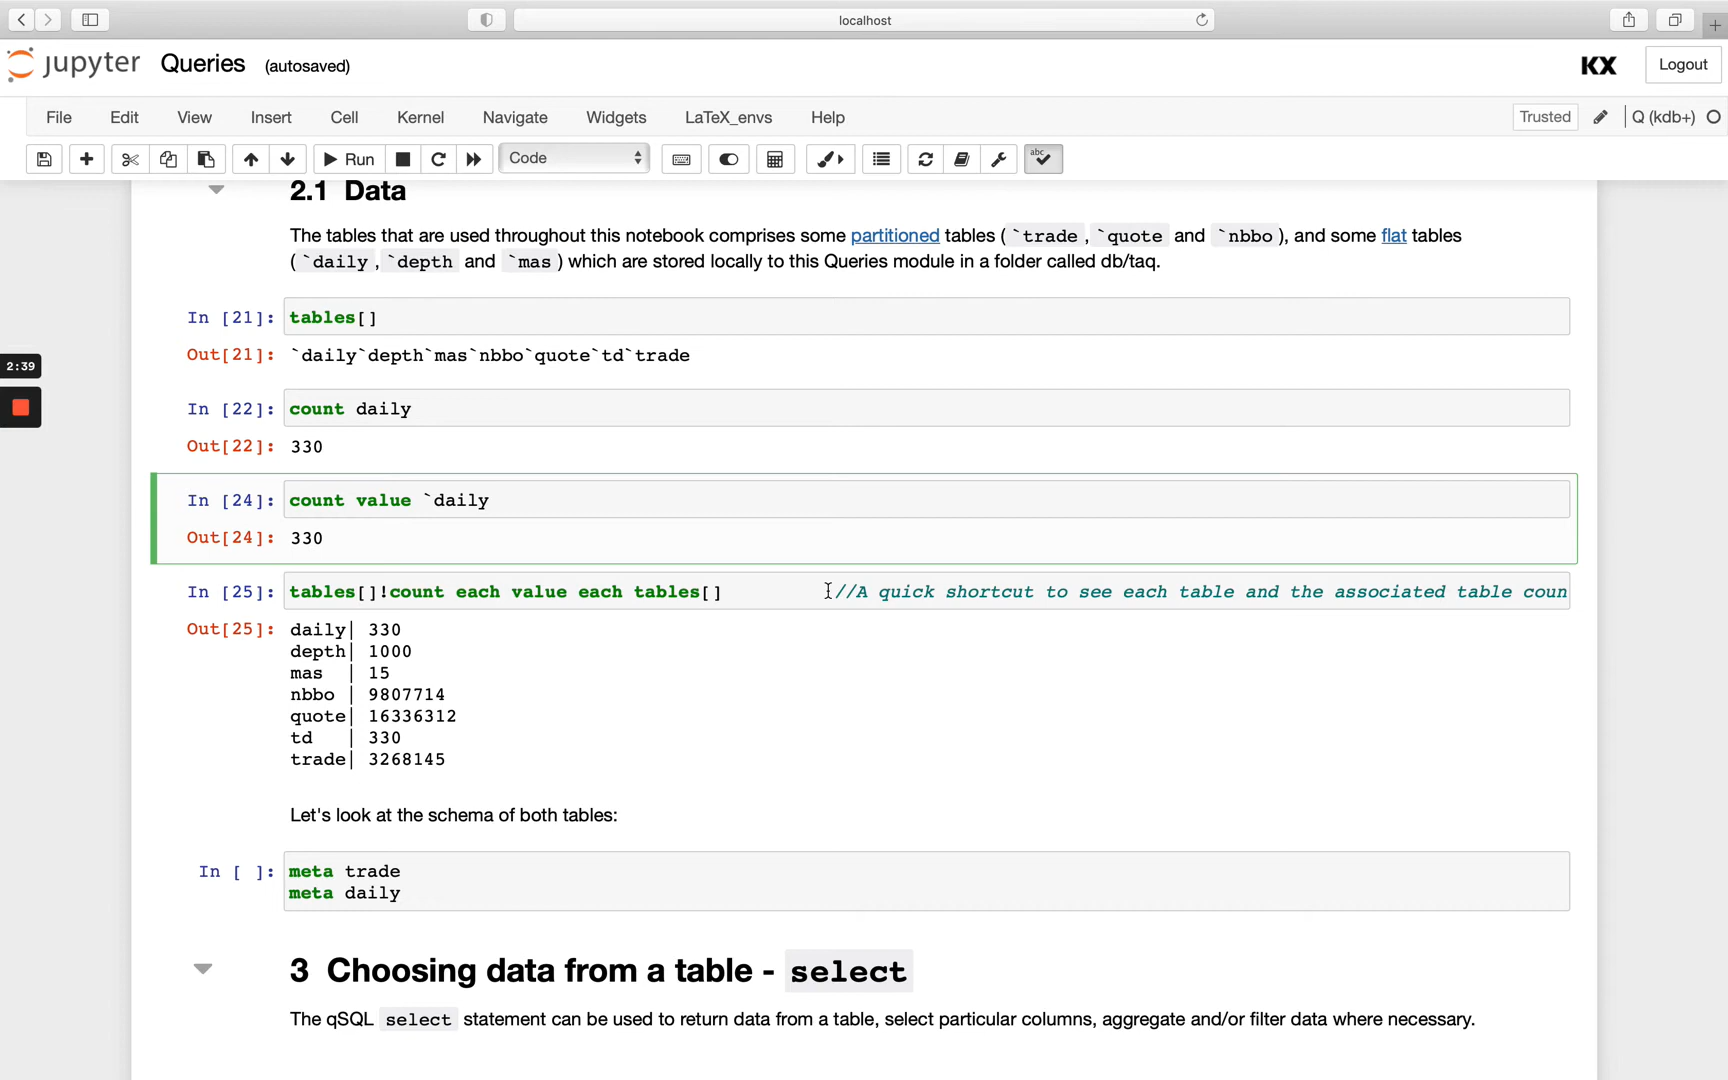 localhost
jupyter Queries (autosaved)
KX
Logout
File Edit View Insert Cell Kernel Navigate Widgets LaTeX_envs Help
Trusted
Q (kdb+)
Run
Code
abc
2.1 Data
The tables that are used throughout this notebook comprises some partitioned tables ( `trade , `quote and `nbbo ), and some flat tables
( `daily , `depth and `mas ) which are stored locally to this Queries module in a folder called db/taq.
In [21]: tables[]
Out[21]: `daily`depth`mas`nbbo`quote`td`trade
2:39
In [22]: count daily
Out[22]: 330
In [24]: count value `daily
Out[24]: 330
In [25]: tables[]!count each value each tables[] //A quick shortcut to see each table and the associated table coun
Out[25]: daily| 330
depth| 1000
mas | 15
nbbo | 9807714
quote| 16336312
td | 330
trade| 3268145
Let's look at the schema of both tables:
In [ ]: meta trade
meta daily
3 Choosing data from a table - select
The qSQL select statement can be used to return data from a table, select particular columns, aggregate and/or filter data where necessary.